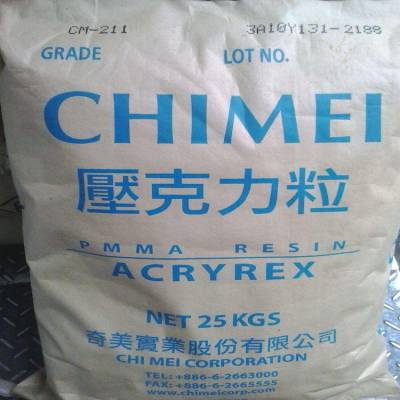 CM-211 3A10Y131-2188
GRADE LOT NO.
CHIMEI
壓克力粒
PMMA RESIN
ACRYREX
NET 25 KGS
奇美實業股份有限公司
CHI MEI CORPORATION
TEL: +886-6-2663000
FAX: +886-6-2665555
www.chimeicorp.com